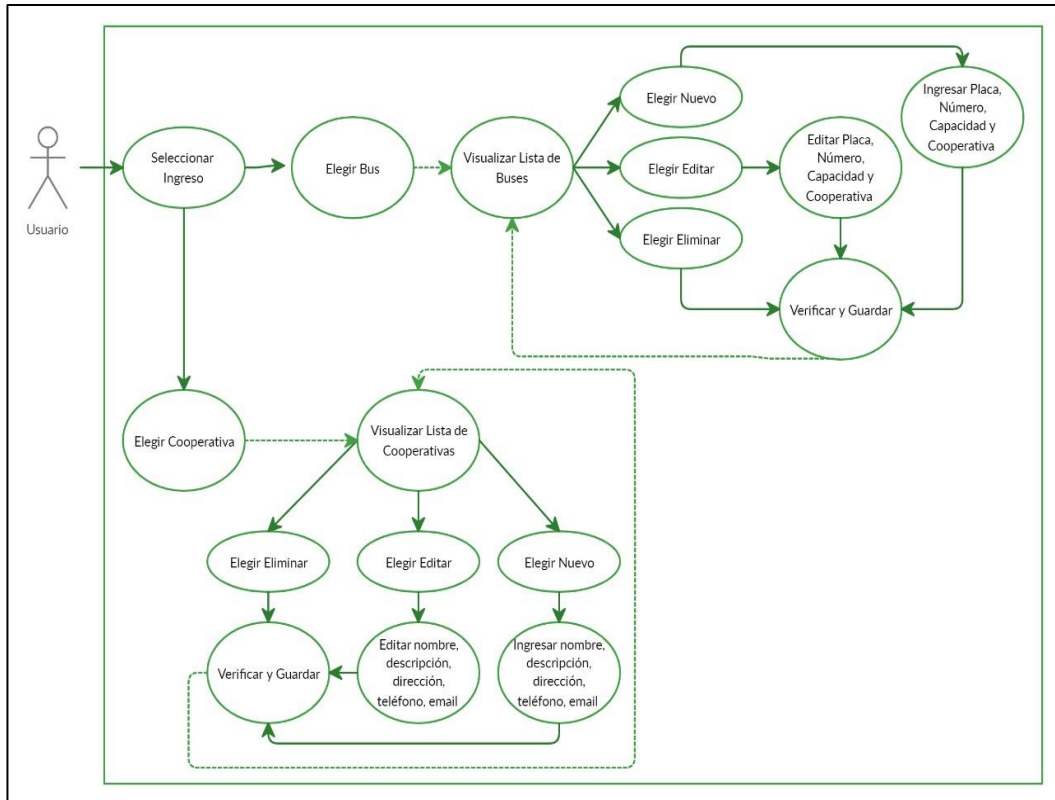 Usuario
Seleccionar
Ingreso
Elegir Bus
Visualizar Lista de
Buses
Elegir Nuevo
Elegir Editar
Elegir Eliminar
Editar Placa,
Número,
Capacidad y
Cooperativa
Ingresar Placa,
Número,
Capacidad y
Cooperativa
Verificar y Guardar
Elegir Cooperativa
Visualizar Lista de
Cooperativas
Elegir Eliminar
Elegir Editar
Elegir Nuevo
Verificar y Guardar
Editar nombre,
descripción,
dirección,
teléfono, email
Ingresar nombre,
descripción,
dirección,
teléfono, email